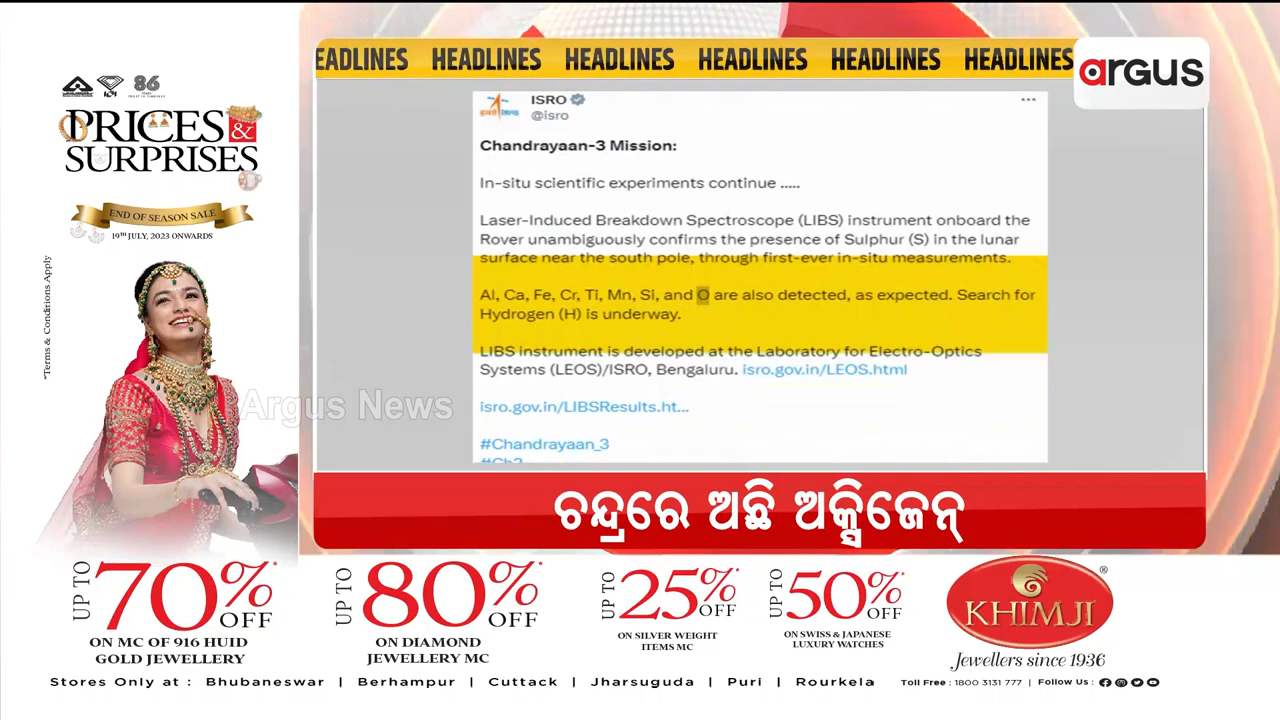 EADLINES HEADLINES HEADLINES HEADLINES HEADLINES HEADLINES
argus
86
PRICES &
SURPRISES
END OF SEASON SALE
19TH JULY, 2023 ONWARDS
*Terms & Conditions Apply
ISRO
@isro
Chandrayaan-3 Mission:
In-situ scientific experiments continue .....
Laser-Induced Breakdown Spectroscope (LIBS) instrument onboard the
Rover unambiguously confirms the presence of Sulphur (S) in the lunar
surface near the south pole, through first-ever in-situ measurements.
Al, Ca, Fe, Cr, Ti, Mn, Si, and O are also detected, as expected. Search for
Hydrogen (H) is underway.
LIBS instrument is developed at the Laboratory for Electro-Optics
Systems (LEOS)/ISRO, Bengaluru. isro.gov.in/LEOS.html
isro.gov.in/LIBSResults.ht...
#Chandrayaan_3
Argus News
ଚନ୍ଦ୍ରରେ ଅଛି ଅକ୍ସିଜେନ୍
UP TO 70%* OFF
ON MC OF 916 HUID
GOLD JEWELLERY
UP TO 80%* OFF
ON DIAMOND
JEWELLERY MC
UP TO 25%* OFF
ON SILVER WEIGHT
ITEMS MC
UP TO 50%* OFF
ON SWISS & JAPANESE
LUXURY WATCHES
KHIMJI ®
Jewellers since 1936
Stores Only at : Bhubaneswar | Berhampur | Cuttack | Jharsuguda | Puri | Rourkela
Toll Free : 1800 3131 777 | Follow Us :